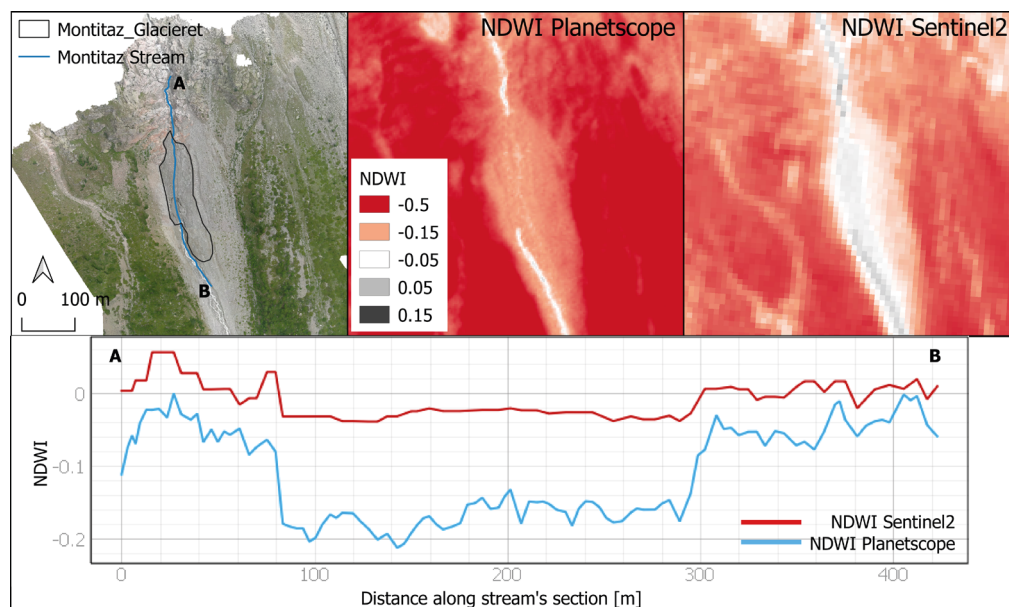 Montitaz_Glacieret
Montitaz Stream
A
B
0 100 m
NDWI Planetscope
NDWI
-0.5
-0.15
-0.05
0.05
0.15
NDWI Sentinel2
A
B
NDWI
0
-0.1
-0.2
NDWI Sentinel2
NDWI Planetscope
0 100 200 300 400
Distance along stream's section [m]